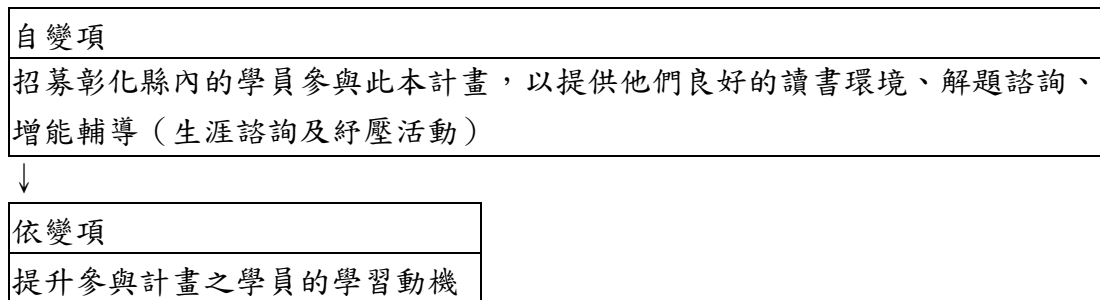 自變項
招募彰化縣內的學員參與此本計畫，以提供他們良好的讀書環境、解題諮詢、
增能輔導（生涯諮詢及紓壓活動）
↓
依變項
提升參與計畫之學員的學習動機